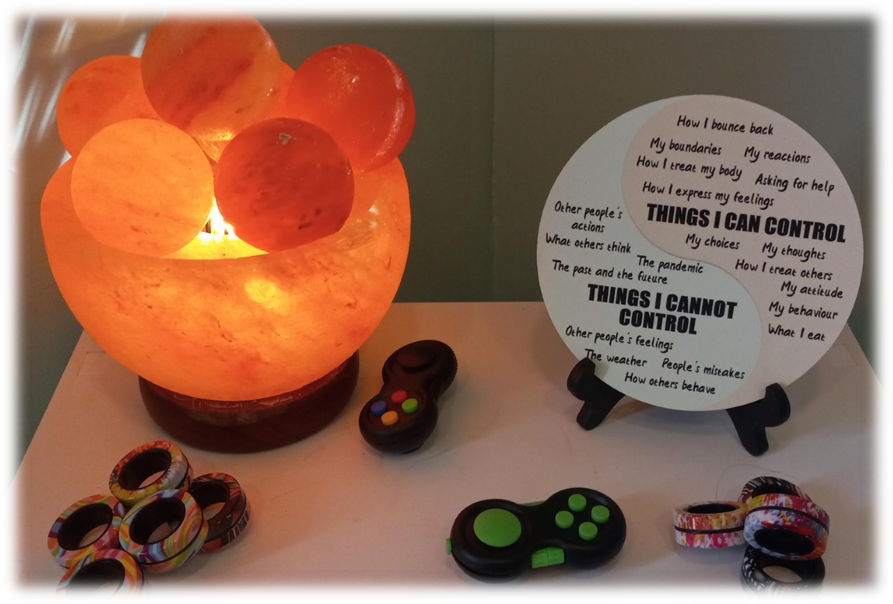 How I bounce back
My boundaries My reactions
How I treat my body Asking for help
How I express my feelings
THINGS I CAN CONTROL
My choices My thoughts
How I treat others
My attitude
My behaviour
What I eat
Other people's
actions
What others think
The pandemic
The past and the future
THINGS I CANNOT
CONTROL
Other people's feelings
The weather People's mistakes
How others behave